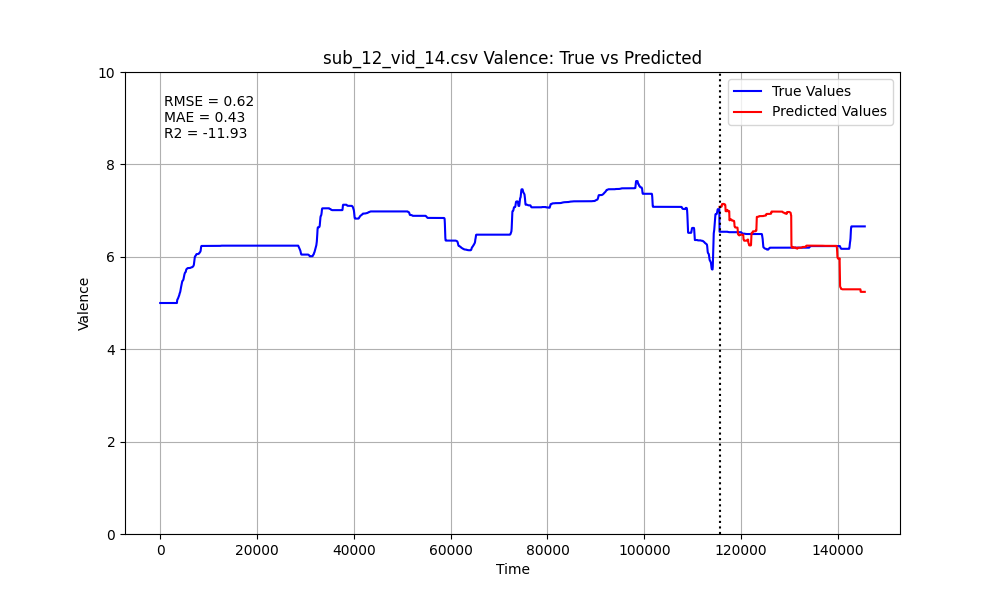 sub_12_vid_14.csv Valence: True vs Predicted
10
8
6
4
2
0
Valence
RMSE = 0.62
MAE = 0.43
R2 = -11.93
True Values
Predicted Values
0 20000 40000 60000 80000 100000 120000 140000
Time